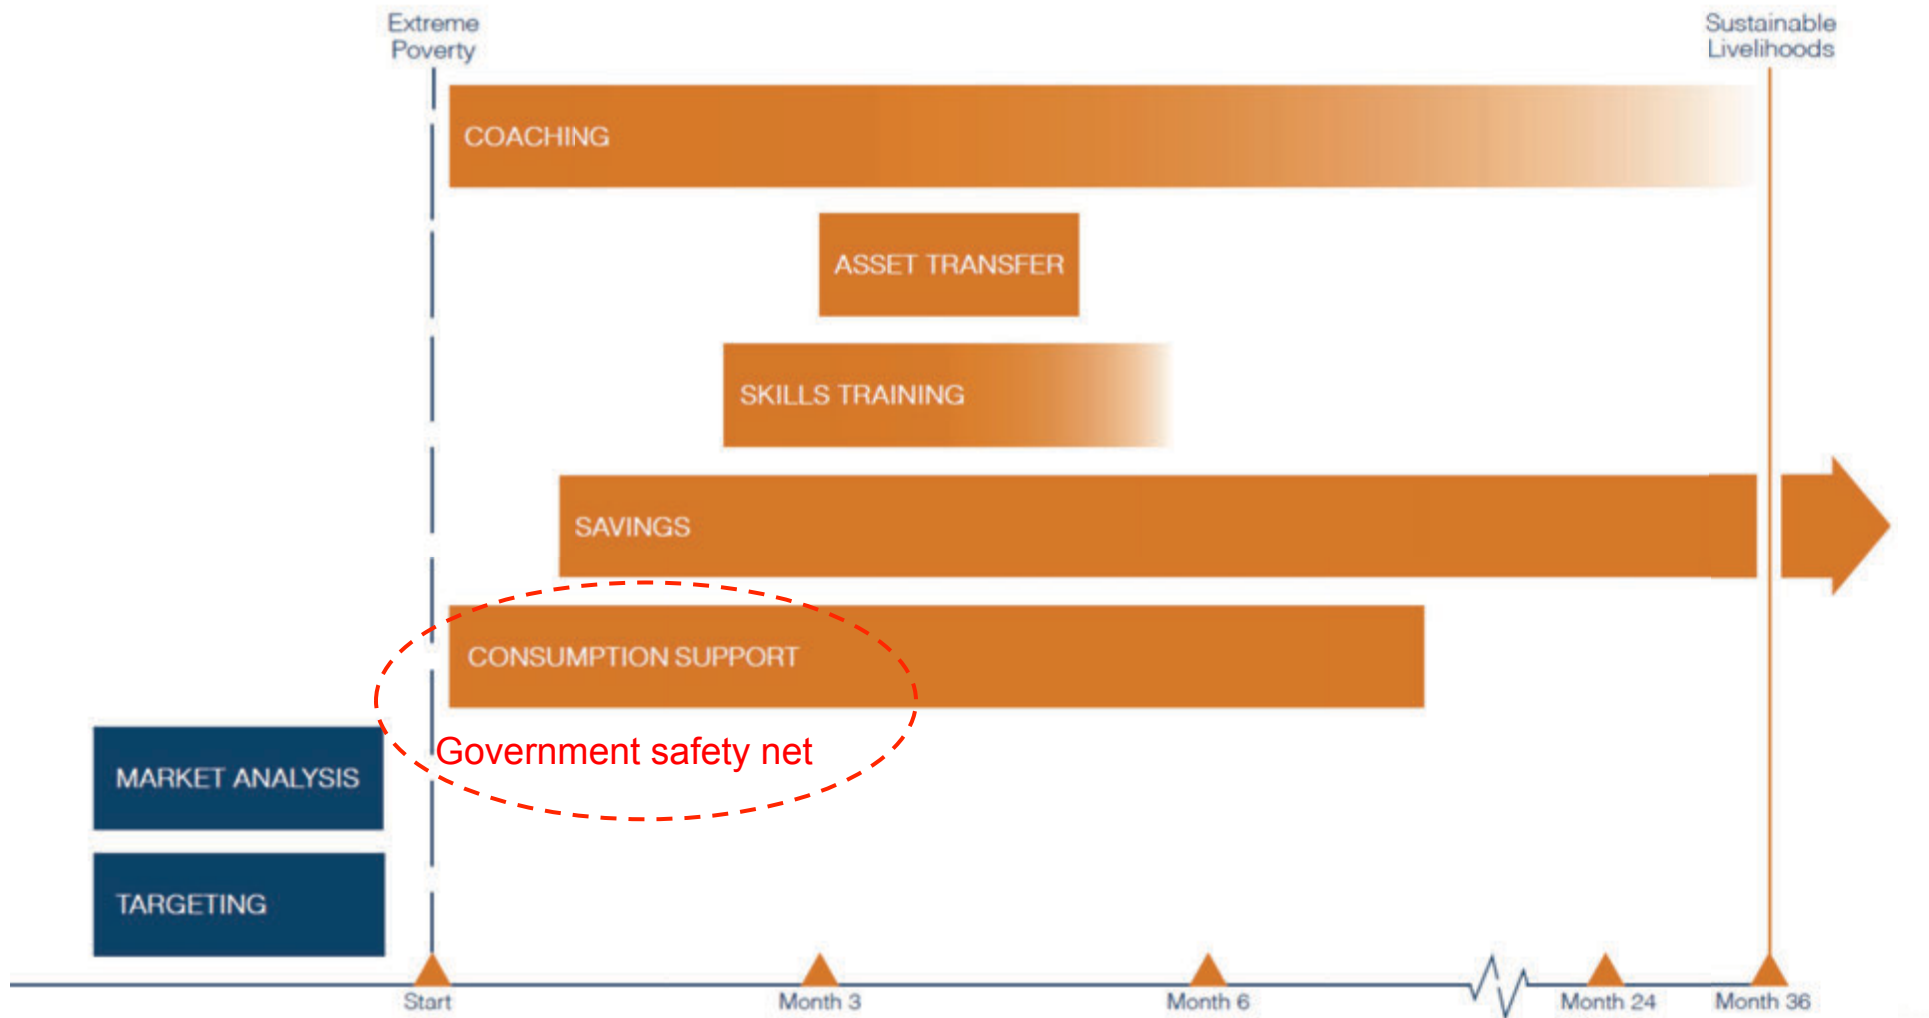 Extreme
Poverty
Sustainable
Livelihoods
COACHING
ASSET TRANSFER
SKILLS TRAINING
SAVINGS
CONSUMPTION SUPPORT
Government safety net
MARKET ANALYSIS
TARGETING
Start
Month 3
Month 6
Month 24
Month 36